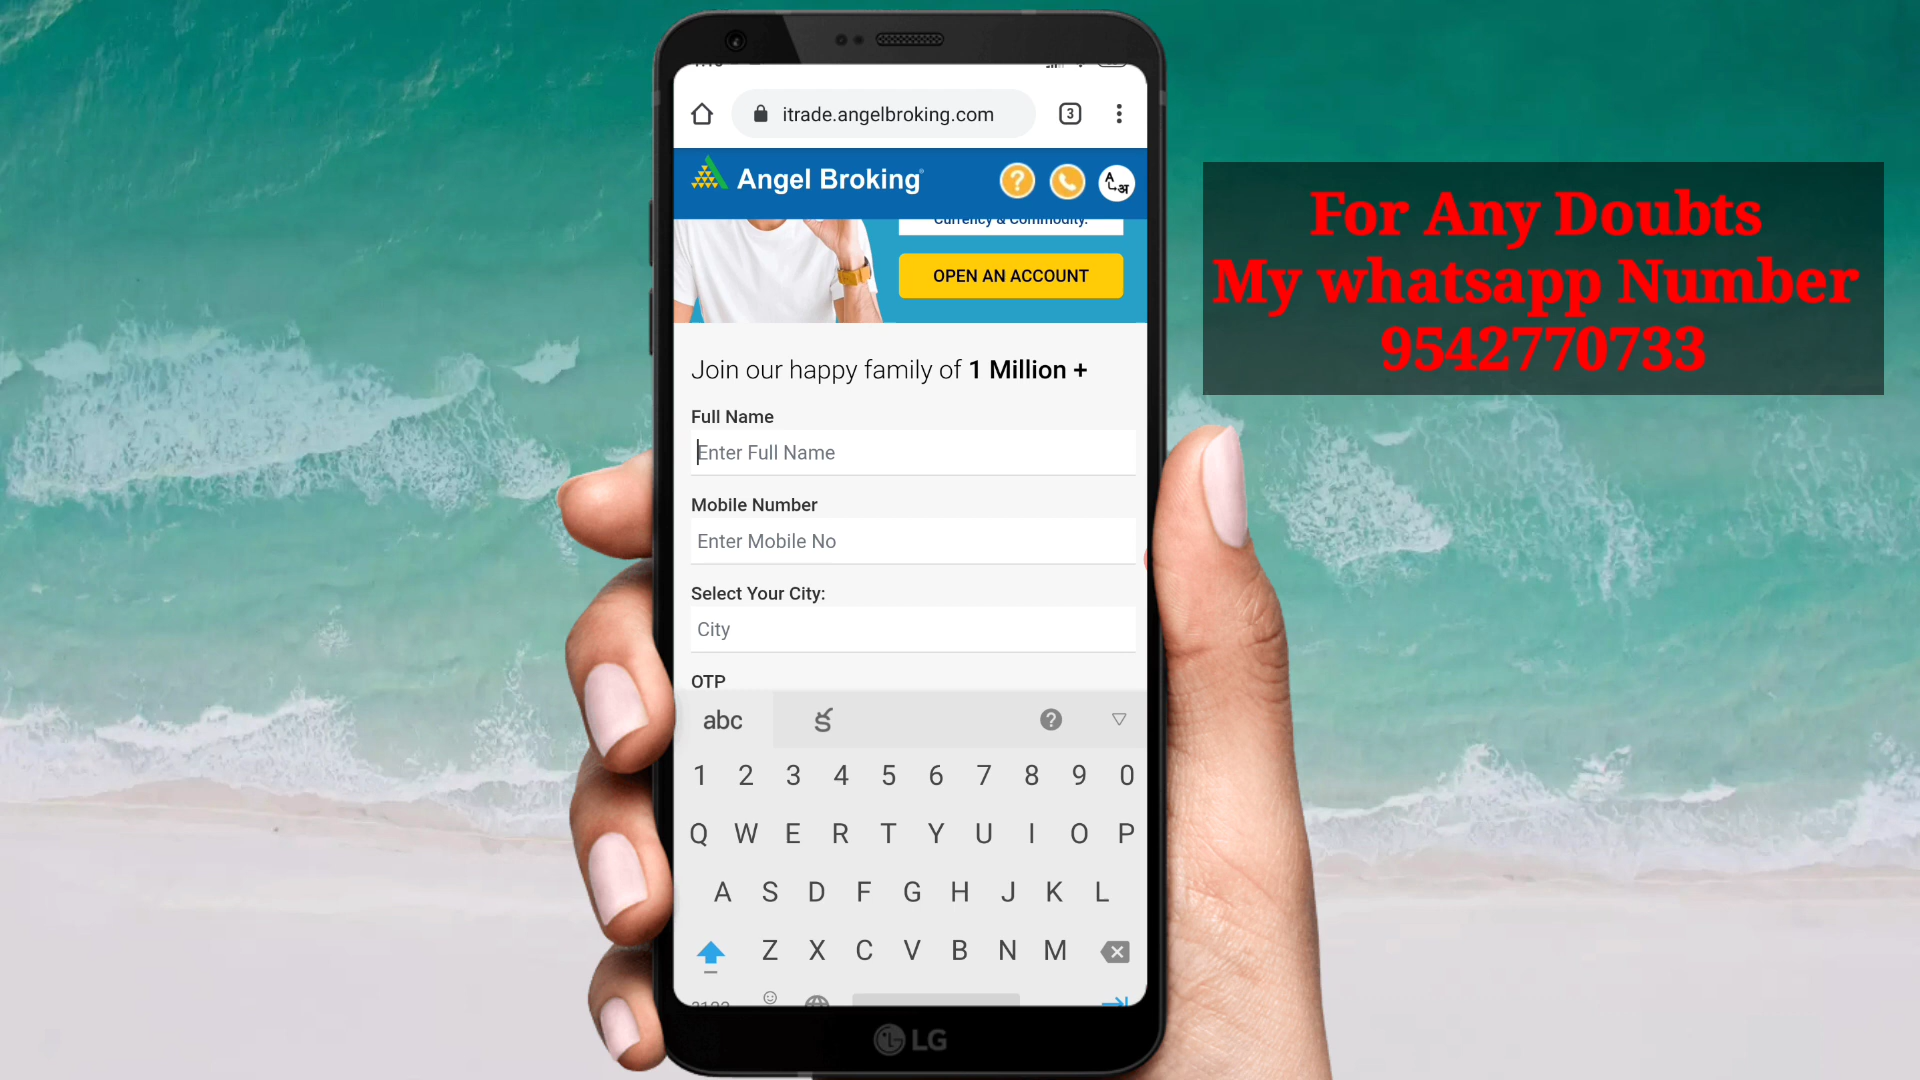 itrade.angelbroking.com
3
Angel Broking
Currency & Commodity.
OPEN AN ACCOUNT
Join our happy family of 1 Million +
Full Name
Enter Full Name
Mobile Number
Enter Mobile No
Select Your City:
City
OTP
abc
1 2 3 4 5 6 7 8 9 0
Q W E R T Y U I O P
A S D F G H J K L
Z X C V B N M
LG
For Any Doubts
My whatsapp Number
9542770733